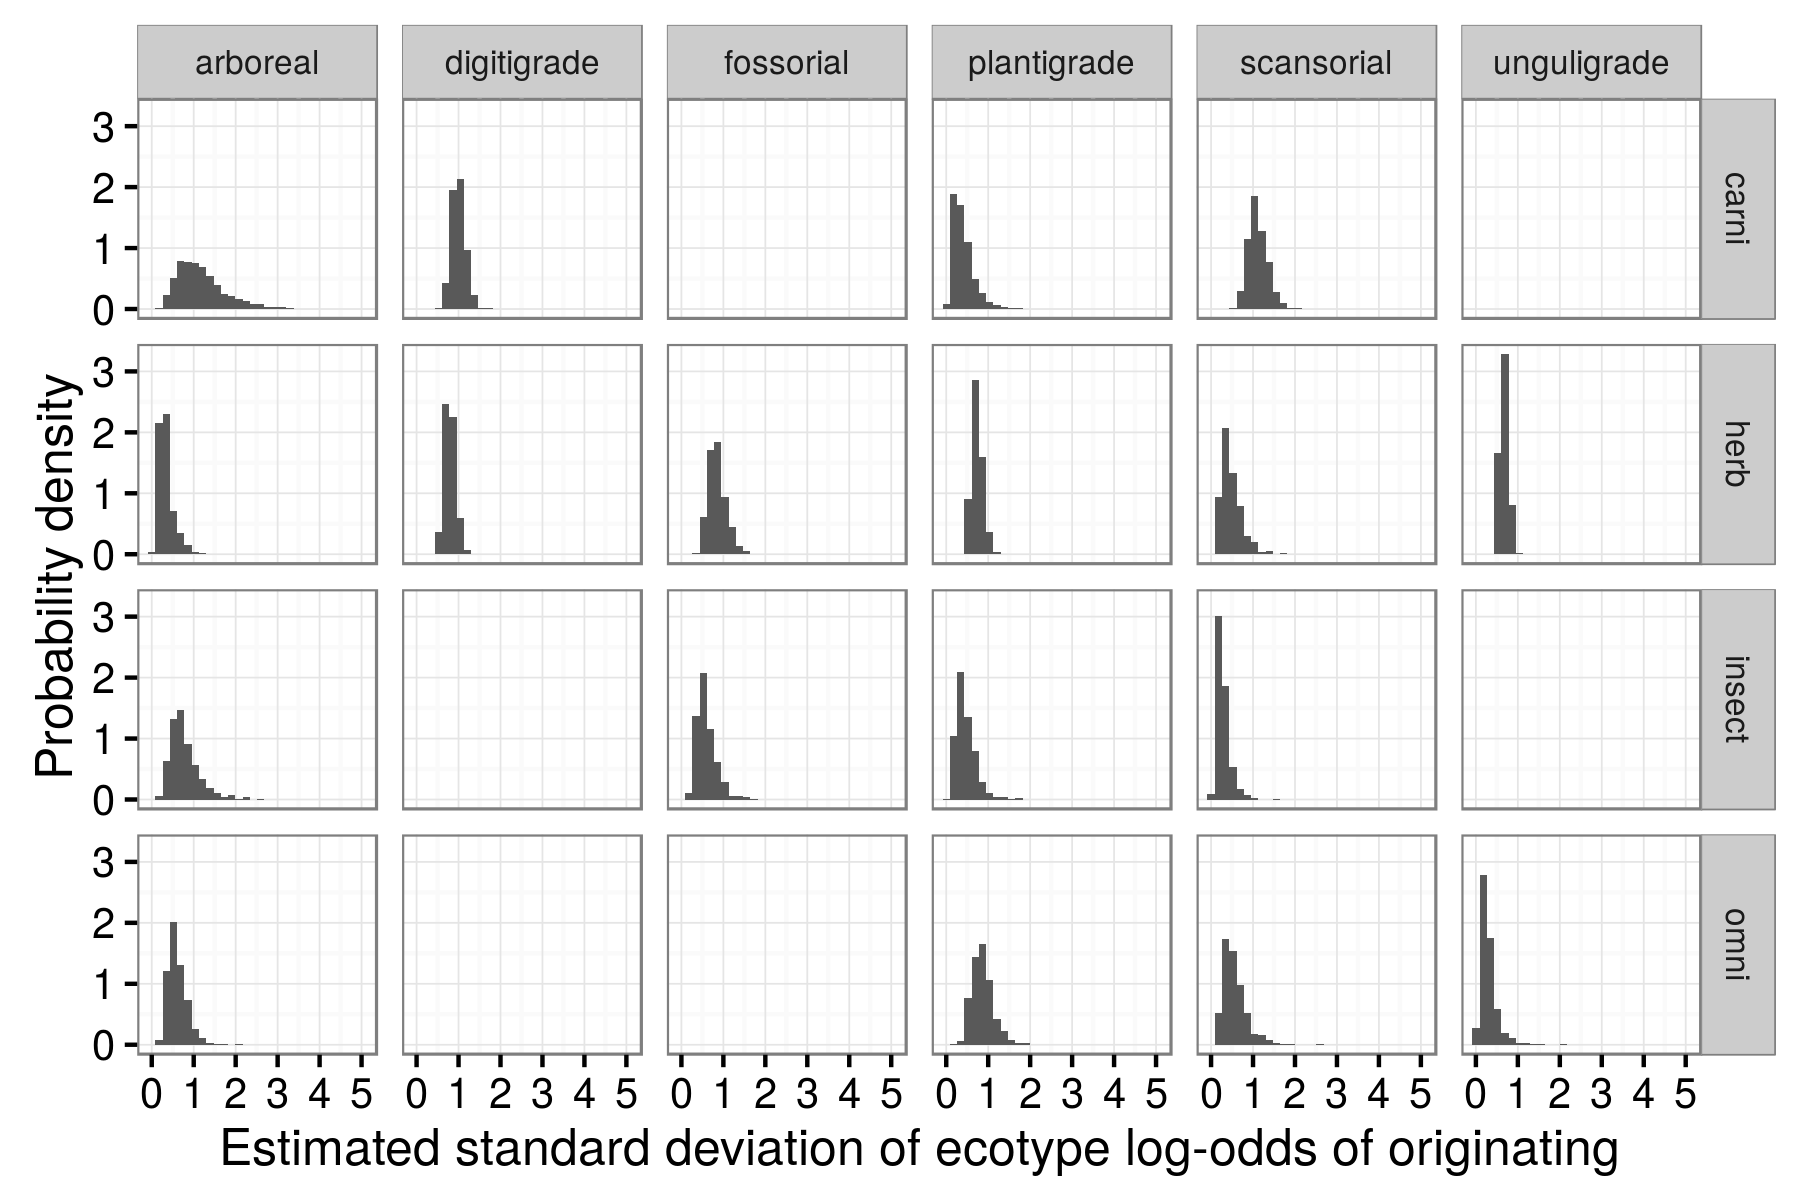 arboreal digitigrade fossorial plantigrade scansorial unguligrade
3
2
1
0
carni
3
2
1
0
herb
3
2
1
0
insect
3
2
1
0
omni
Probability density
0 1 2 3 4 5 0 1 2 3 4 5 0 1 2 3 4 5 0 1 2 3 4 5 0 1 2 3 4 5 0 1 2 3 4 5
Estimated standard deviation of ecotype log-odds of originating